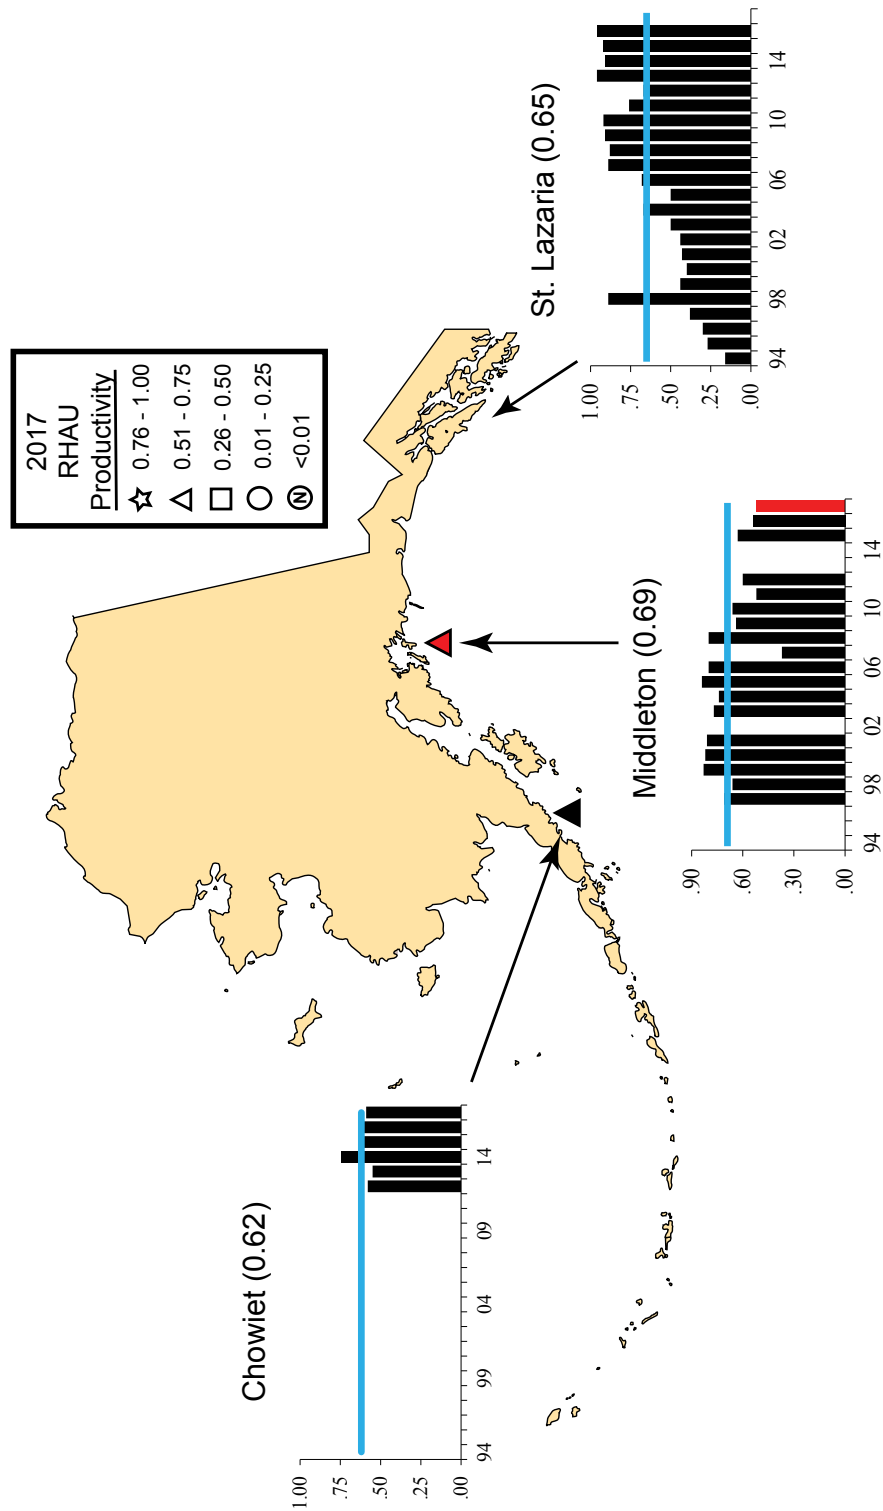 2017
RHAU
Productivity
0.76 - 1.00
0.51 - 0.75
0.26 - 0.50
0.01 - 0.25
N <0.01
Chowiet (0.62)
1.00
.75
.50
.25
.00
94 99 04 09 14
Middleton (0.69)
.90
.60
.30
.00
94 98 02 06 10 14
St. Lazaria (0.65)
1.00
.75
.50
.25
.00
94 98 02 06 10 14